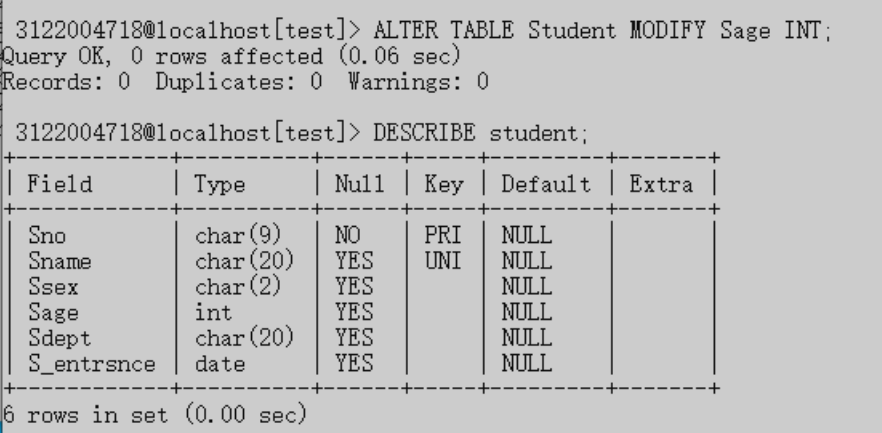 3122004718@localhost[test]> ALTER TABLE Student MODIFY Sage INT;
Query OK, 0 rows affected (0.06 sec)
Records: 0  Duplicates: 0  Warnings: 0

3122004718@localhost[test]> DESCRIBE student;
+------------+----------+------+-----+---------+-------+
| Field      | Type     | Null | Key | Default | Extra |
+------------+----------+------+-----+---------+-------+
| Sno        | char(9)  | NO   | PRI | NULL    |       |
| Sname      | char(20) | YES  | UNI | NULL    |       |
| Ssex       | char(2)  | YES  |     | NULL    |       |
| Sage       | int      | YES  |     | NULL    |       |
| Sdept      | char(20) | YES  |     | NULL    |       |
| S_entrsnce | date     | YES  |     | NULL    |       |
+------------+----------+------+-----+---------+-------+
6 rows in set (0.00 sec)